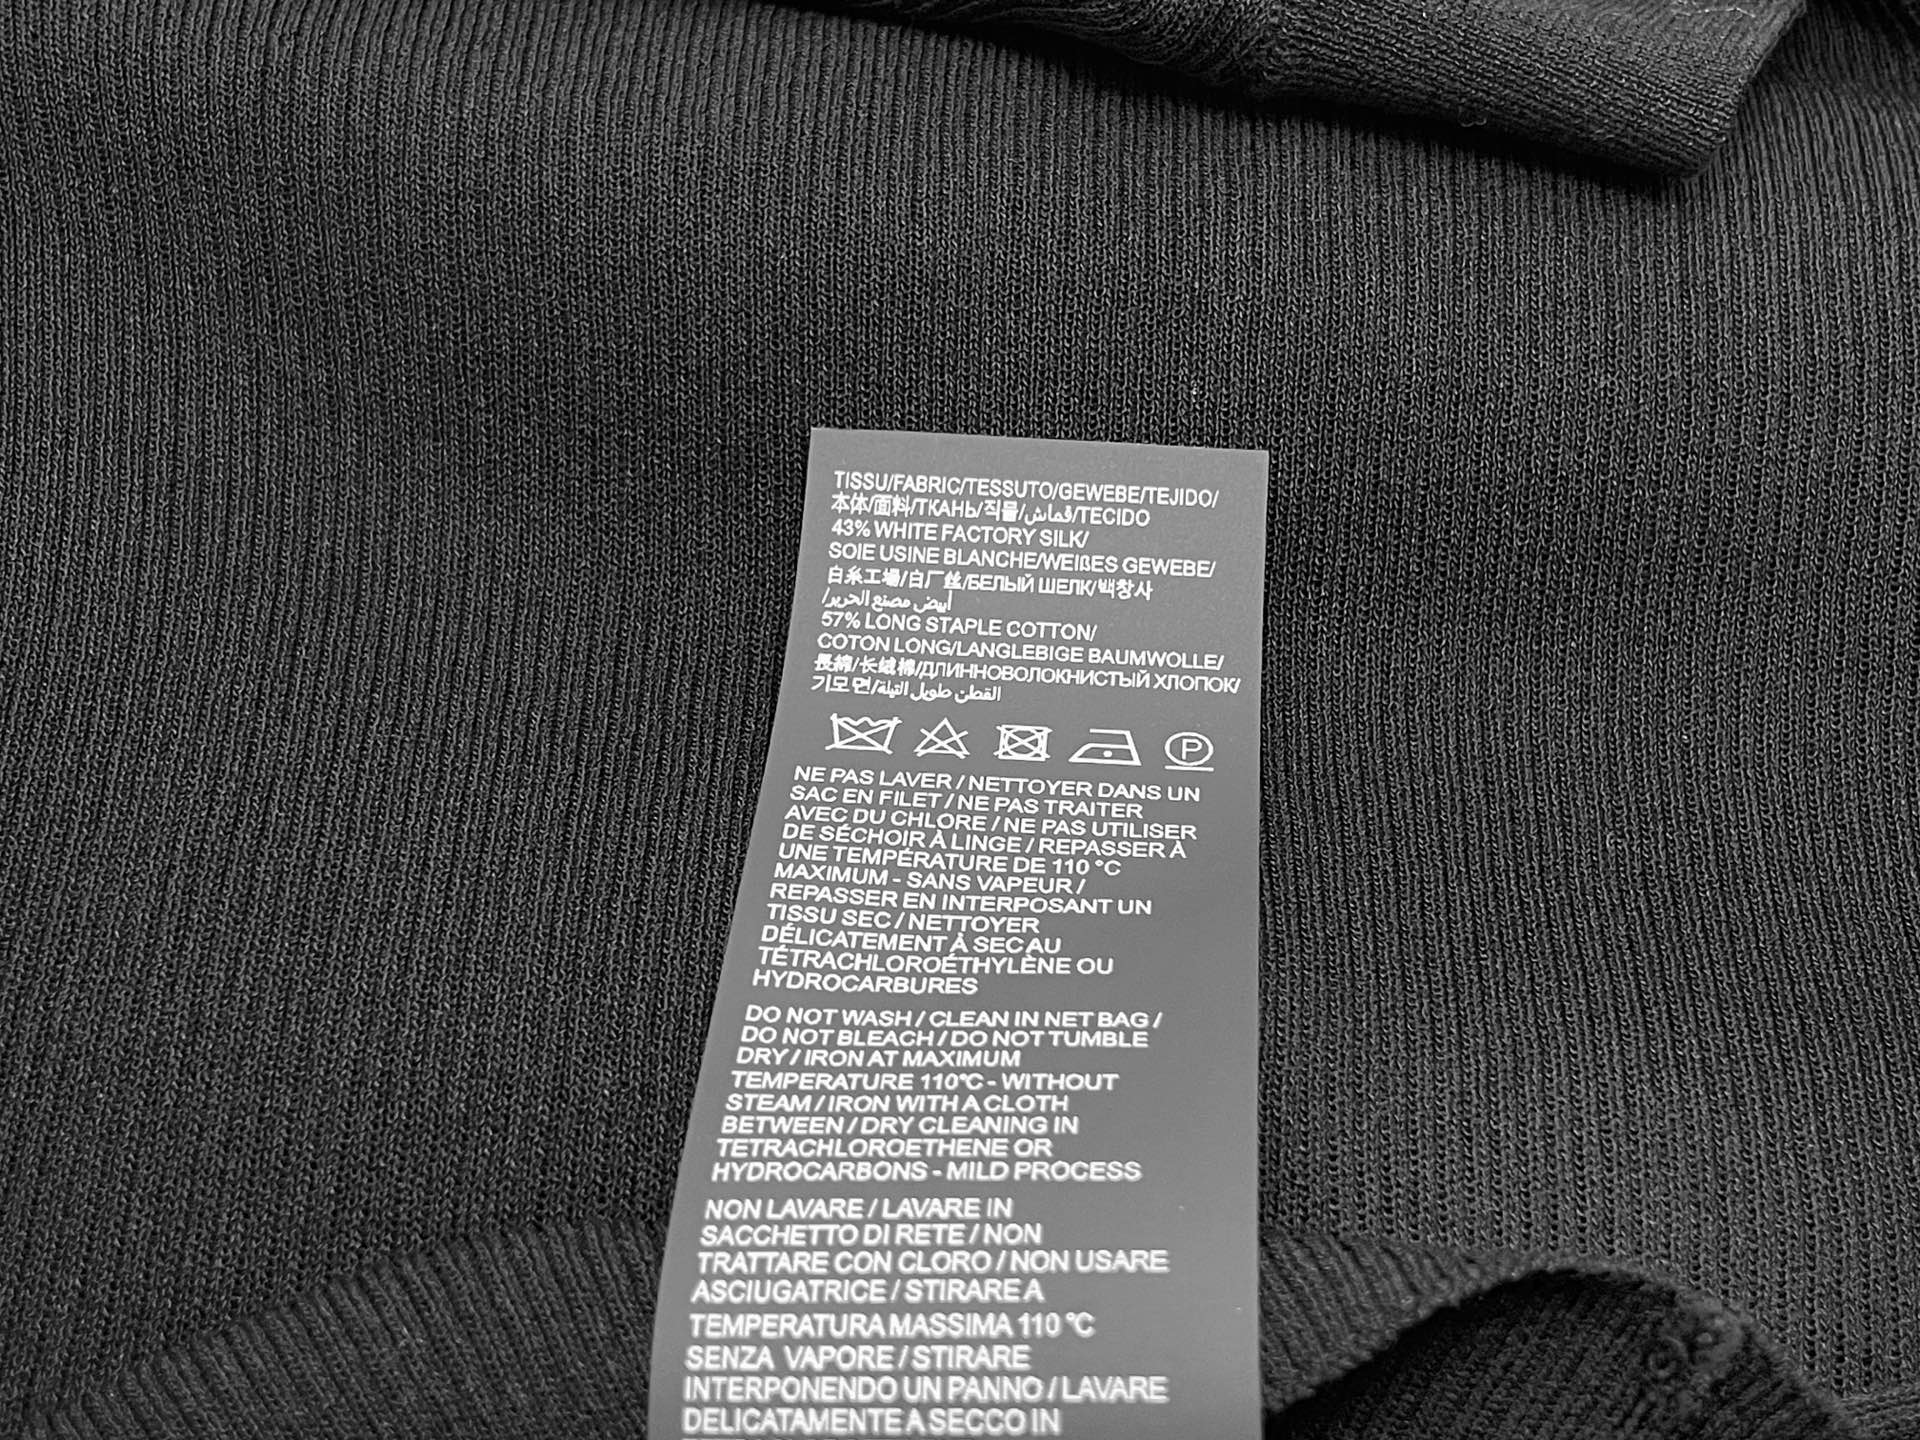 TISSU/FABRIC/TESSUTO/GEWEBE/TEJIDO/
本体/面料/ТКАНЬ/직물/قماش/TECIDO
43% WHITE FACTORY SILK/
SOIE USINE BLANCHE/WEIßES GEWEBE/
白糸工場/白厂丝/БЕЛЫЙ ШЕЛК/백창사
/أبيض مصنع الحرير
57% LONG STAPLE COTTON/
COTON LONG/LANGLEBIGE BAUMWOLLE/
長綿/长绒棉/ДЛИННОВОЛОКНИСТЫЙ ХЛОПОК/
기모면/القطن طويل التيلة
P
NE PAS LAVER / NETTOYER DANS UN
SAC EN FILET / NE PAS TRAITER
AVEC DU CHLORE / NE PAS UTILISER
DE SÉCHOIR À LINGE / REPASSER À
UNE TEMPÉRATURE DE 110 °C
MAXIMUM - SANS VAPEUR /
REPASSER EN INTERPOSANT UN
TISSU SEC / NETTOYER
DÉLICATEMENT À SEC AU
TÉTRACHLOROÉTHYLÈNE OU
HYDROCARBURES
DO NOT WASH / CLEAN IN NET BAG /
DO NOT BLEACH / DO NOT TUMBLE
DRY / IRON AT MAXIMUM
TEMPERATURE 110°C - WITHOUT
STEAM / IRON WITH A CLOTH
BETWEEN / DRY CLEANING IN
TETRACHLOROETHENE OR
HYDROCARBONS - MILD PROCESS
NON LAVARE / LAVARE IN
SACCHETTO DI RETE / NON
TRATTARE CON CLORO / NON USARE
ASCIUGATRICE / STIRARE A
TEMPERATURA MASSIMA 110 °C
SENZA VAPORE / STIRARE
INTERPONENDO UN PANNO / LAVARE
DELICATAMENTE A SECCO IN